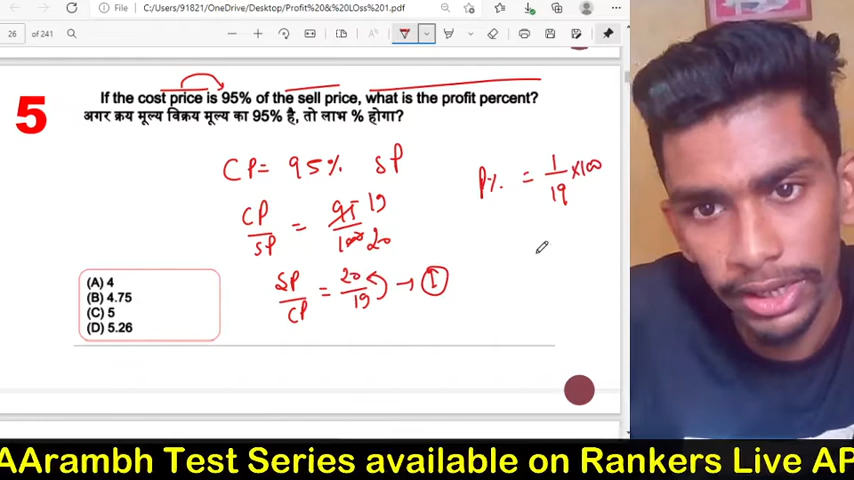 File
C:/Users/91821/OneDrive/Desktop/Profit%20&%20LOss%201.pdf
26 of 241
5
If the cost price is 95% of the sell price, what is the profit percent?
अगर क्रय मूल्य विक्रय मूल्य का 95% है, तो लाभ % होगा?
CP= 95% SP
P% = 1/19 ×100
CP/SP = 95/100 19/20
SP/CP = 20/19 → 1
(A) 4
(B) 4.75
(C) 5
(D) 5.26
AArambh Test Series available on Rankers Live AP